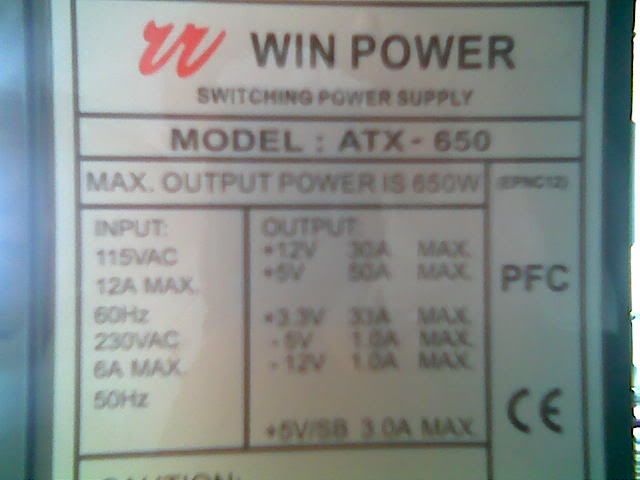 WIN POWER
SWITCHING POWER SUPPLY
MODEL : ATX - 650
MAX. OUTPUT POWER IS 650W
(EPNC12)
INPUT:
115VAC
12A MAX.
60Hz
230VAC
6A MAX.
50Hz
OUTPUT:
+12V 30A MAX.
+5V 50A MAX.
+3.3V 33A MAX.
- 5V 1.0A MAX.
- 12V 1.0A MAX.
+5V/SB 3.0A MAX.
PFC
CE
CAUTION: